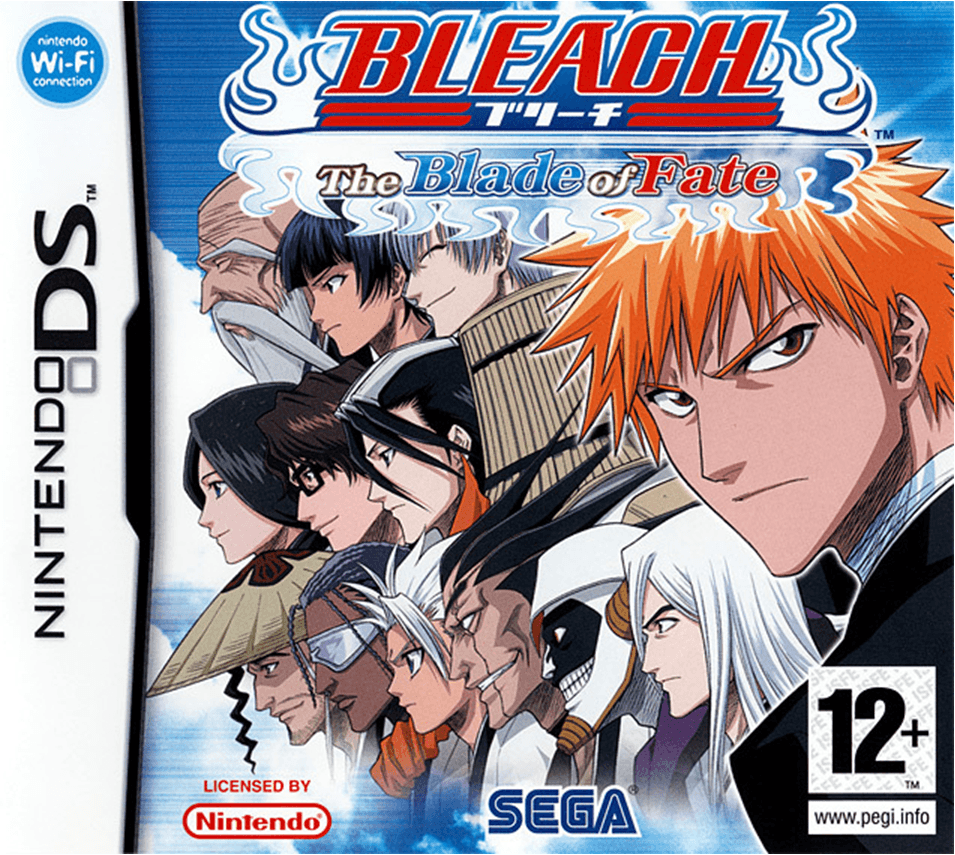 nintendo
Wi-Fi
connection
BLEACH
ブリーチ
TM
The Blade of Fate
NINTENDO DS
TM
LICENSED BY
Nintendo
SEGA
®
12+
TM
www.pegi.info